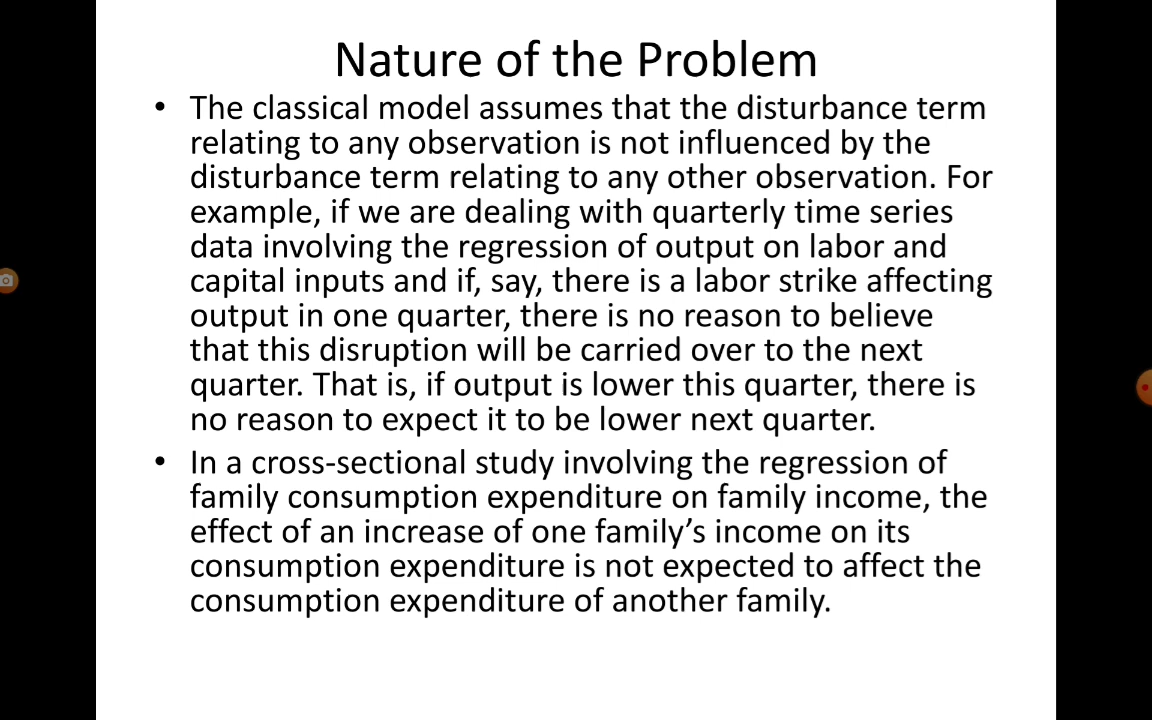 Nature of the Problem
• The classical model assumes that the disturbance term
relating to any observation is not influenced by the
disturbance term relating to any other observation. For
example, if we are dealing with quarterly time series
data involving the regression of output on labor and
capital inputs and if, say, there is a labor strike affecting
output in one quarter, there is no reason to believe
that this disruption will be carried over to the next
quarter. That is, if output is lower this quarter, there is
no reason to expect it to be lower next quarter.
• In a cross-sectional study involving the regression of
family consumption expenditure on family income, the
effect of an increase of one family’s income on its
consumption expenditure is not expected to affect the
consumption expenditure of another family.